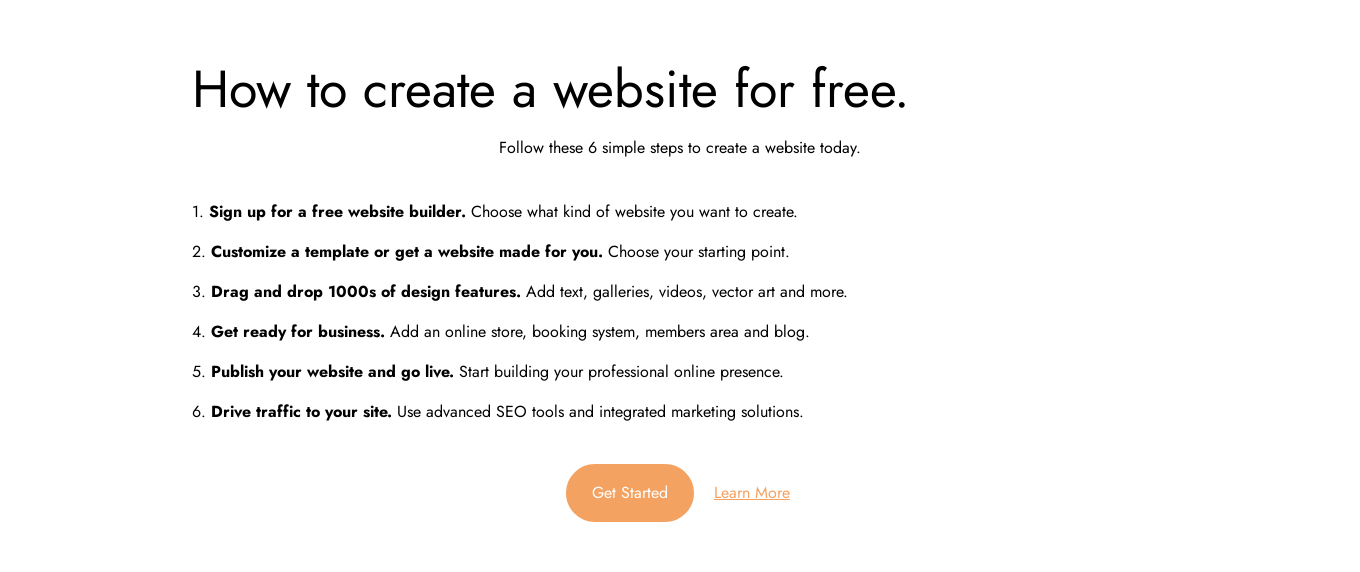 How to create a website for free.
Follow these 6 simple steps to create a website today.
1. Sign up for a free website builder. Choose what kind of website you want to create.
2. Customize a template or get a website made for you. Choose your starting point.
3. Drag and drop 1000s of design features. Add text, galleries, videos, vector art and more.
4. Get ready for business. Add an online store, booking system, members area and blog.
5. Publish your website and go live. Start building your professional online presence.
6. Drive traffic to your site. Use advanced SEO tools and integrated marketing solutions.
Get Started Learn More